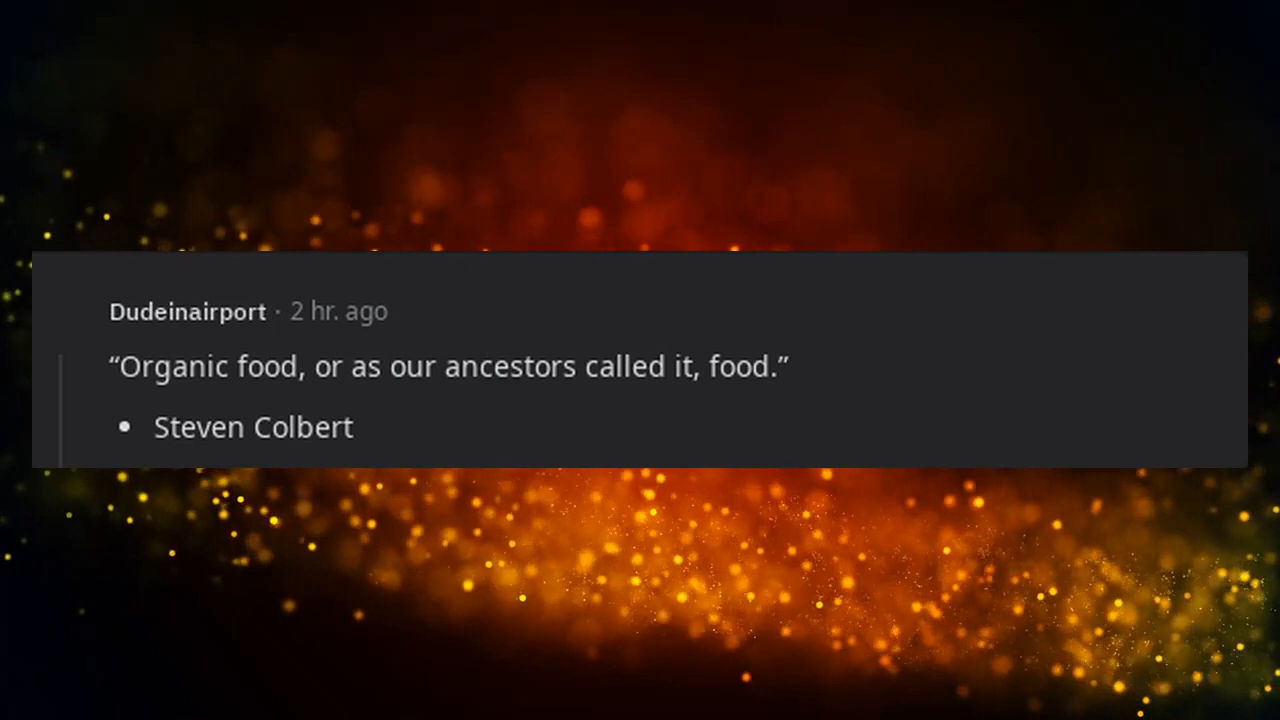 Dudeinairport · 2 hr. ago
“Organic food, or as our ancestors called it, food.”
• Steven Colbert